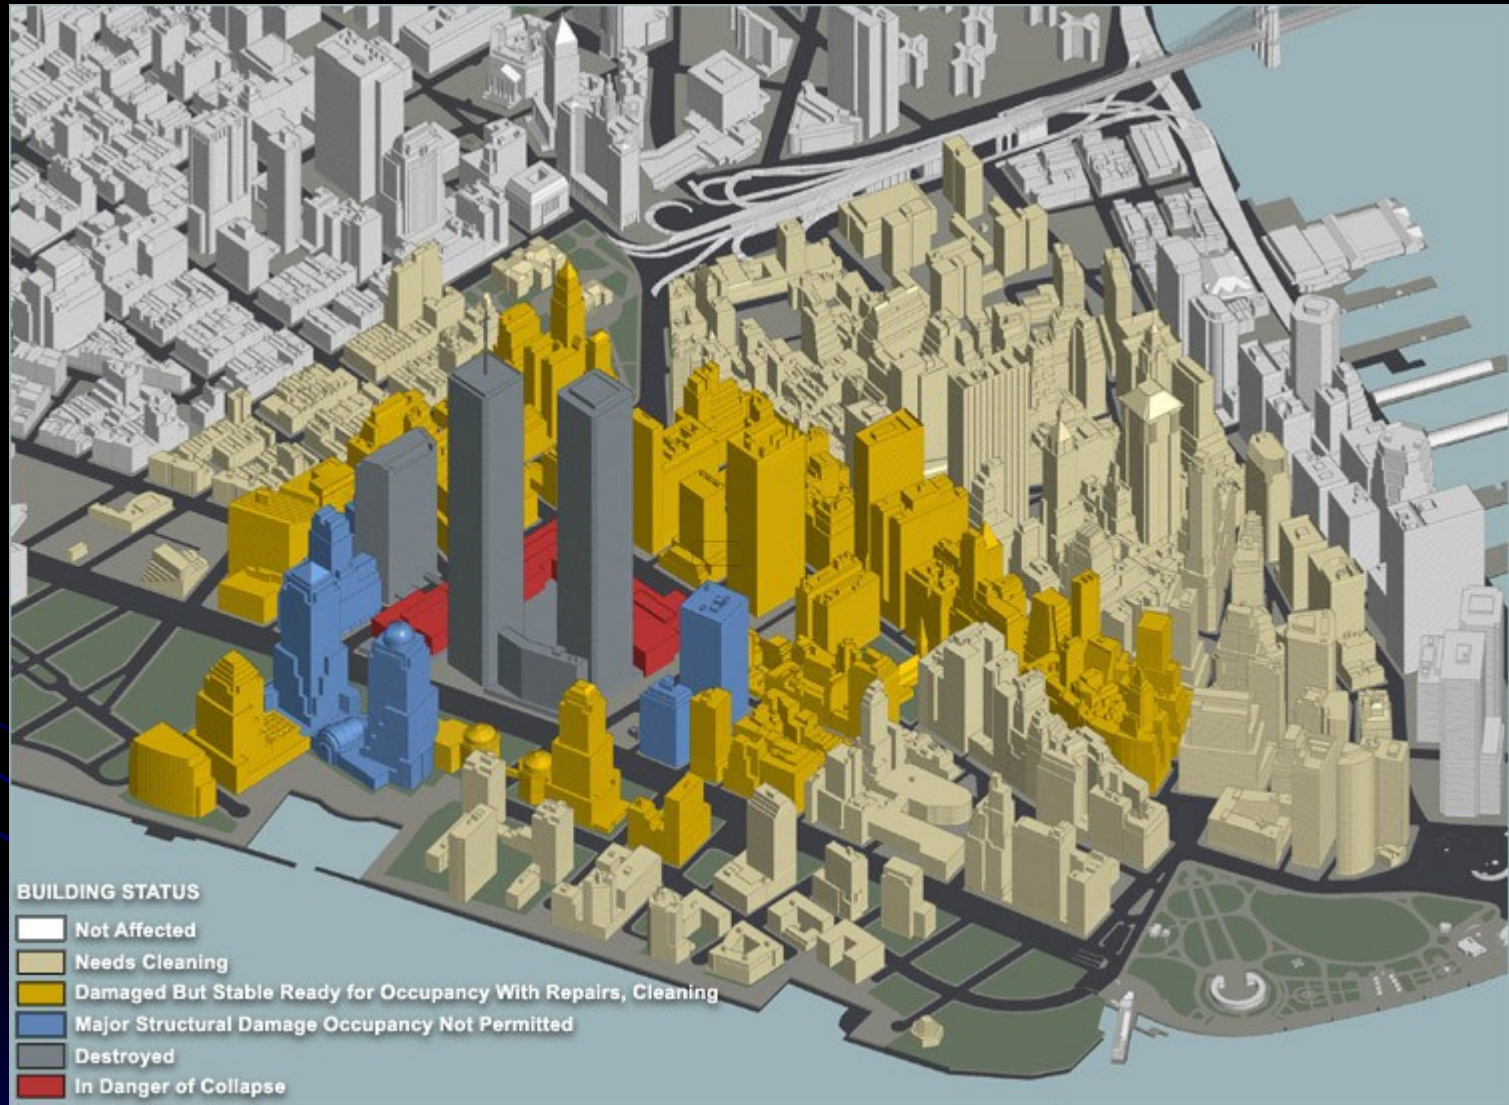 BUILDING STATUS
Not Affected
Needs Cleaning
Damaged But Stable Ready for Occupancy With Repairs, Cleaning
Major Structural Damage Occupancy Not Permitted
Destroyed
In Danger of Collapse